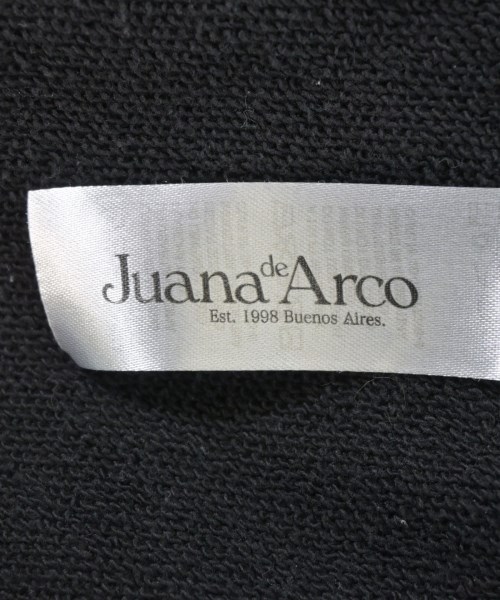 Juana de Arco
Est. 1998 Buenos Aires.